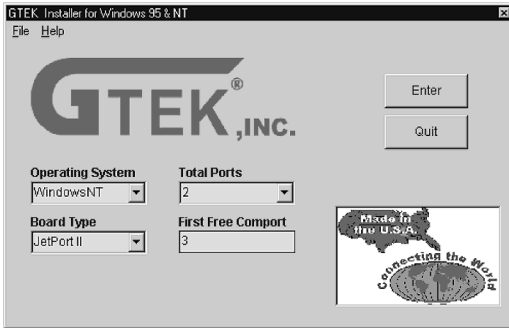 GTEK Installer for Windows 95 & NT
File Help
GTEK®, INC.
Enter
Quit
Operating System
WindowsNT
Total Ports
2
Board Type
JetPort II
First Free Comport
3
Made in
the U.S.A.
Connecting the World